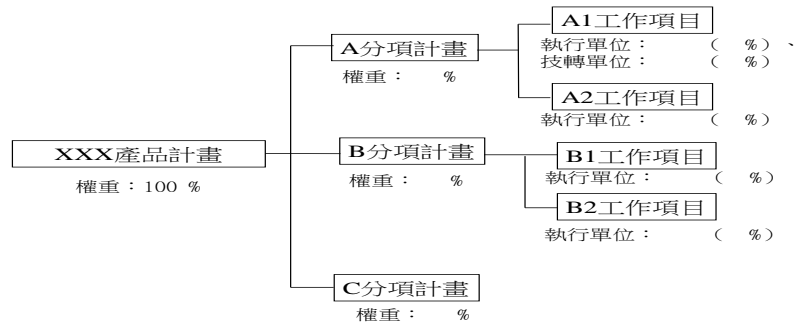 A1工作項目
A分項計畫
執行單位：　　　(　%)、
技轉單位：　　　(　%)
權重：　　%
A2工作項目
執行單位：　　　(　%)
XXX產品計畫
B分項計畫
B1工作項目
權重：100 %
權重：　　%
執行單位：　　　(　%)
B2工作項目
執行單位：　　　(　%)
C分項計畫
權重：　　%